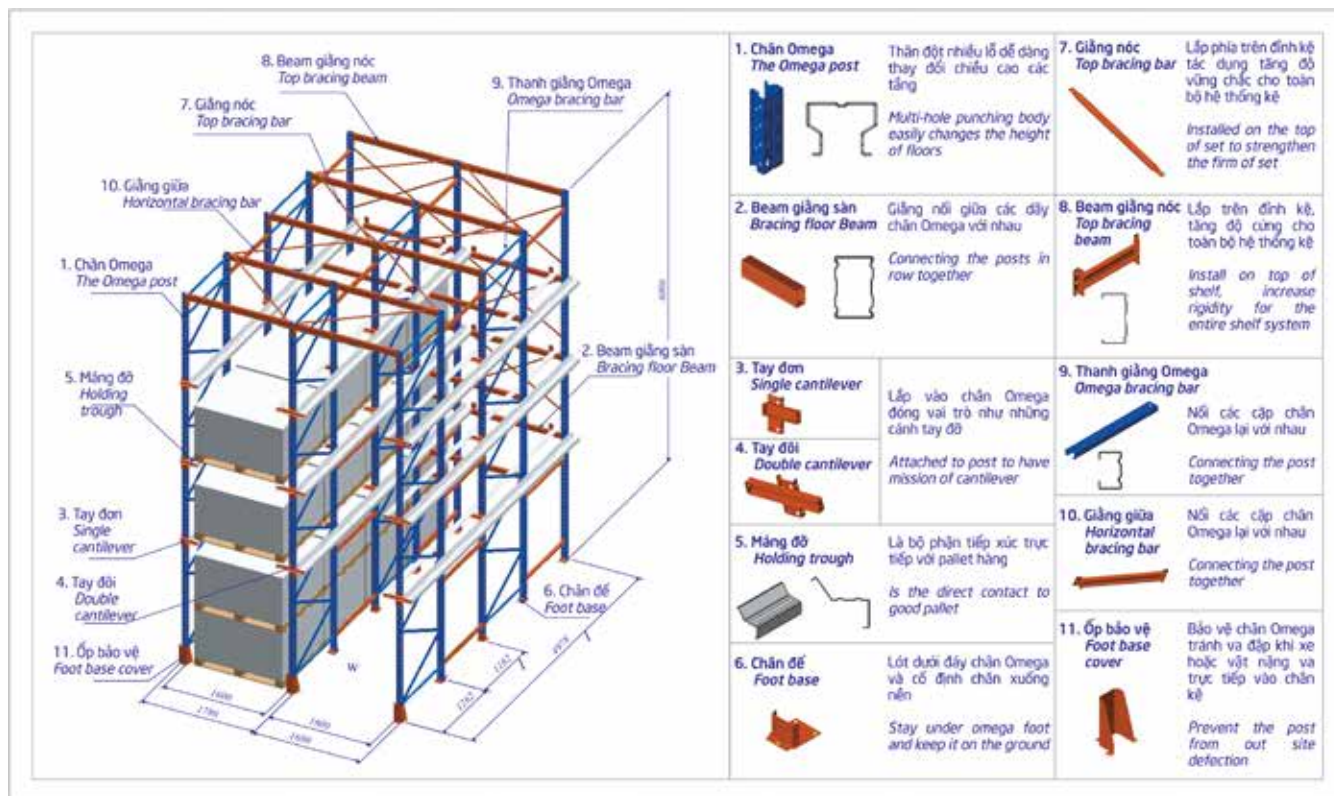 8. Beam giằng nóc
Top bracing beam
7. Giằng nóc
Top bracing bar
9. Thanh giằng Omega
Omega bracing bar
10. Giằng giữa
Horizontal bracing bar
1. Chân Omega
The Omega post
5. Máng đỡ
Holding
trough
2. Beam giằng sàn
Bracing floor Beam
3. Tay đơn
Single
cantilever
4. Tay đôi
Double
cantilever
6. Chân đế
Foot base
11. Ốp bảo vệ
Foot base cover
W
1600
1786
1600
1282
1182
4978
1. Chân Omega
The Omega post
Thân đột nhiều lỗ dễ dàng
thay đổi chiều cao các
tầng
Multi-hole punching body
easily changes the height
of floors
2. Beam giằng sàn
Bracing floor Beam
Giằng nối giữa các dãy
chân Omega với nhau
Connecting the posts in
row together
3. Tay đơn
Single cantilever
4. Tay đôi
Double cantilever
Lắp vào chân Omega
đóng vai trò như những
cánh tay đỡ
Attached to post to have
mission of cantilever
5. Máng đỡ
Holding trough
Là bộ phận tiếp xúc trực
tiếp với pallet hàng
Is the direct contact to
good pallet
6. Chân đế
Foot base
Lót dưới đáy chân Omega
và cố định chân xuống
nền
Stay under omega foot
and keep it on the ground
7. Giằng nóc
Top bracing bar
Lắp phía trên đỉnh kệ
tác dụng tăng độ
vững chắc cho toàn
bộ hệ thống kệ
Installed on the top
of set to strengthen
the firm of set
8. Beam giằng nóc
Top bracing
beam
Lắp trên đỉnh kệ,
tăng độ cứng cho
toàn bộ hệ thống kệ
Install on top of
shelf, increase
rigidity for the
entire shelf system
9. Thanh giằng Omega
Omega bracing bar
Nối các cặp chân
Omega lại với nhau
Connecting the post
together
10. Giằng giữa
Horizontal
bracing bar
Nối các cặp chân
Omega lại với nhau
Connecting the post
together
11. Ốp bảo vệ
Foot base
cover
Bảo vệ chân Omega
tránh va đập khi xe
hoặc vật nặng va
trực tiếp vào chân
kệ
Prevent the post
from out site
defection